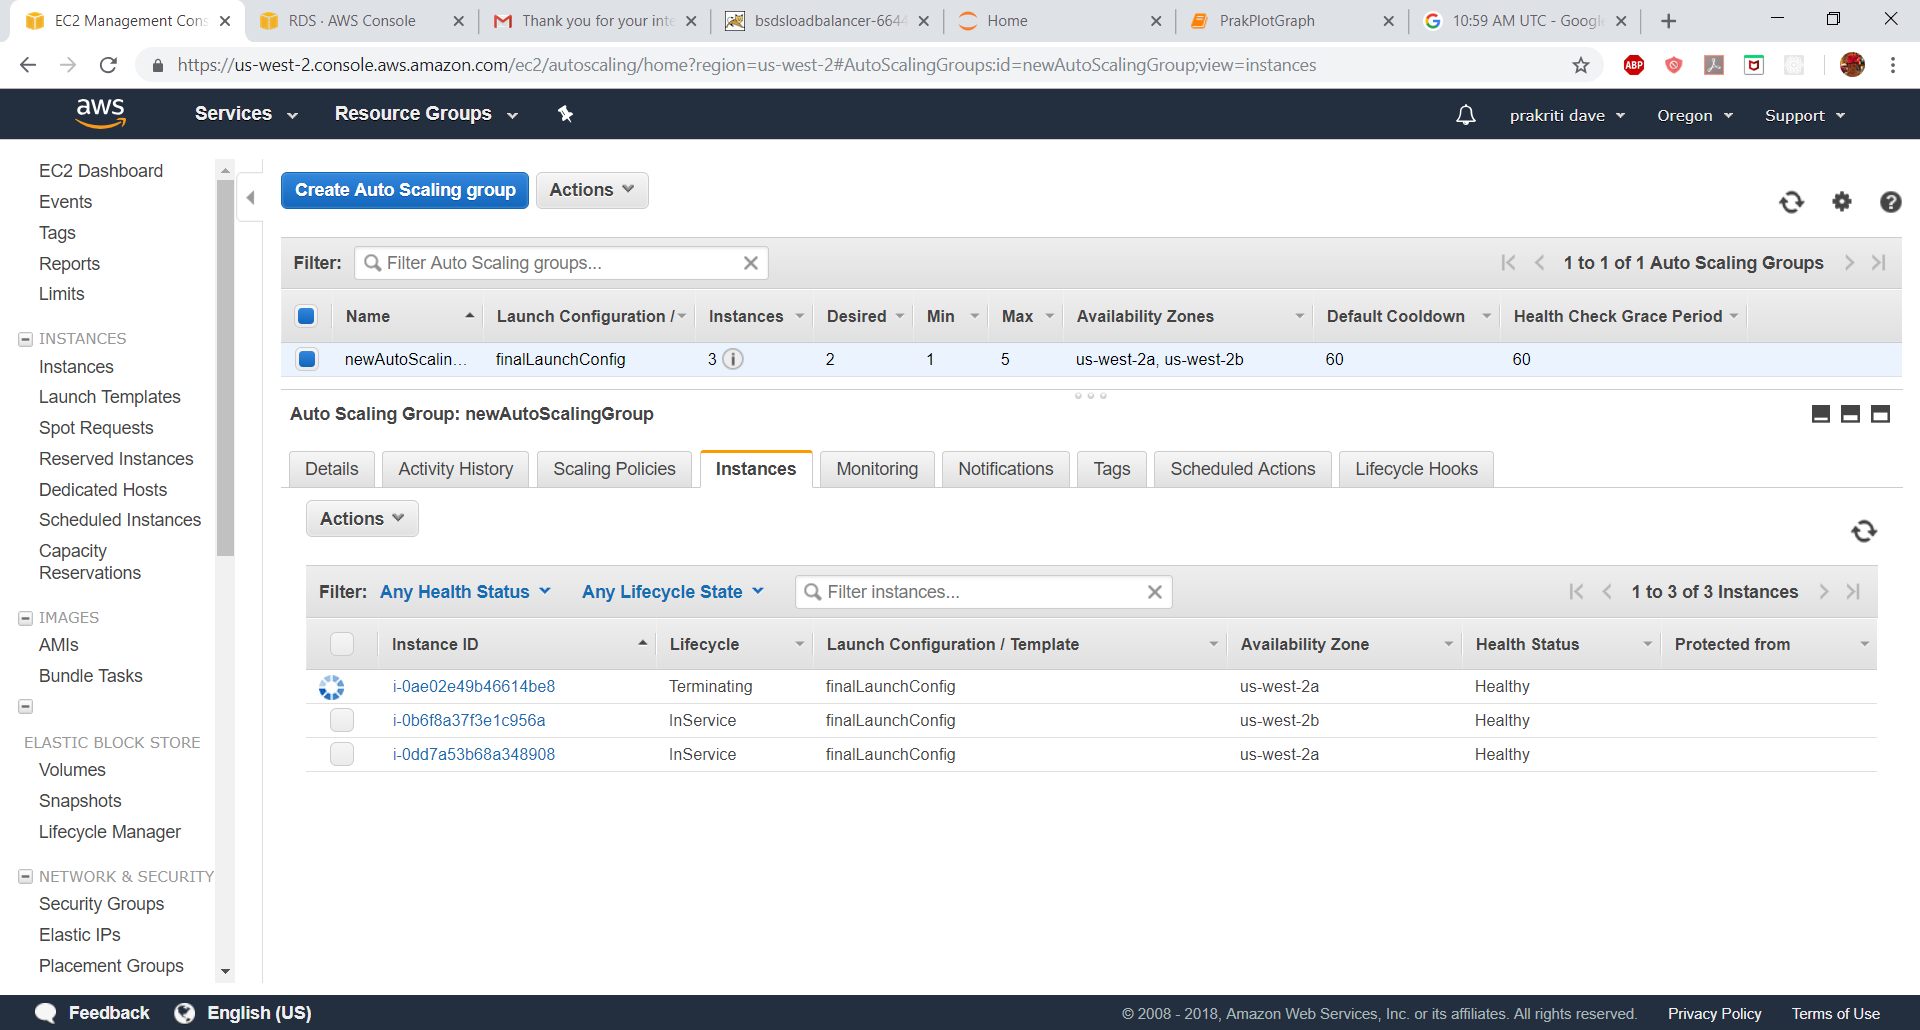 EC2 Management Cons
RDS · AWS Console
Thank you for your inte
bsdsloadbalancer-6644
Home
PrakPlotGraph
10:59 AM UTC - Google
https://us-west-2.console.aws.amazon.com/ec2/autoscaling/home?region=us-west-2#AutoScalingGroups:id=newAutoScalingGroup;view=instances
ABP
aws
Services
Resource Groups
prakriti dave
Oregon
Support
EC2 Dashboard
Events
Tags
Reports
Limits
INSTANCES
Instances
Launch Templates
Spot Requests
Reserved Instances
Dedicated Hosts
Scheduled Instances
Capacity
Reservations
IMAGES
AMIs
Bundle Tasks
ELASTIC BLOCK STORE
Volumes
Snapshots
Lifecycle Manager
NETWORK & SECURITY
Security Groups
Elastic IPs
Placement Groups
Create Auto Scaling group
Actions
Filter: Filter Auto Scaling groups...
1 to 1 of 1 Auto Scaling Groups
Name Launch Configuration / Instances Desired Min Max Availability Zones Default Cooldown Health Check Grace Period
newAutoScalin... finalLaunchConfig 3 2 1 5 us-west-2a, us-west-2b 60 60
Auto Scaling Group: newAutoScalingGroup
Details Activity History Scaling Policies Instances Monitoring Notifications Tags Scheduled Actions Lifecycle Hooks
Actions
Filter: Any Health Status Any Lifecycle State Filter instances... 1 to 3 of 3 Instances
Instance ID Lifecycle Launch Configuration / Template Availability Zone Health Status Protected from
i-0ae02e49b46614be8 Terminating finalLaunchConfig us-west-2a Healthy
i-0b6f8a37f3e1c956a InService finalLaunchConfig us-west-2b Healthy
i-0dd7a53b68a348908 InService finalLaunchConfig us-west-2a Healthy
Feedback English (US)
© 2008 - 2018, Amazon Web Services, Inc. or its affiliates. All rights reserved. Privacy Policy Terms of Use